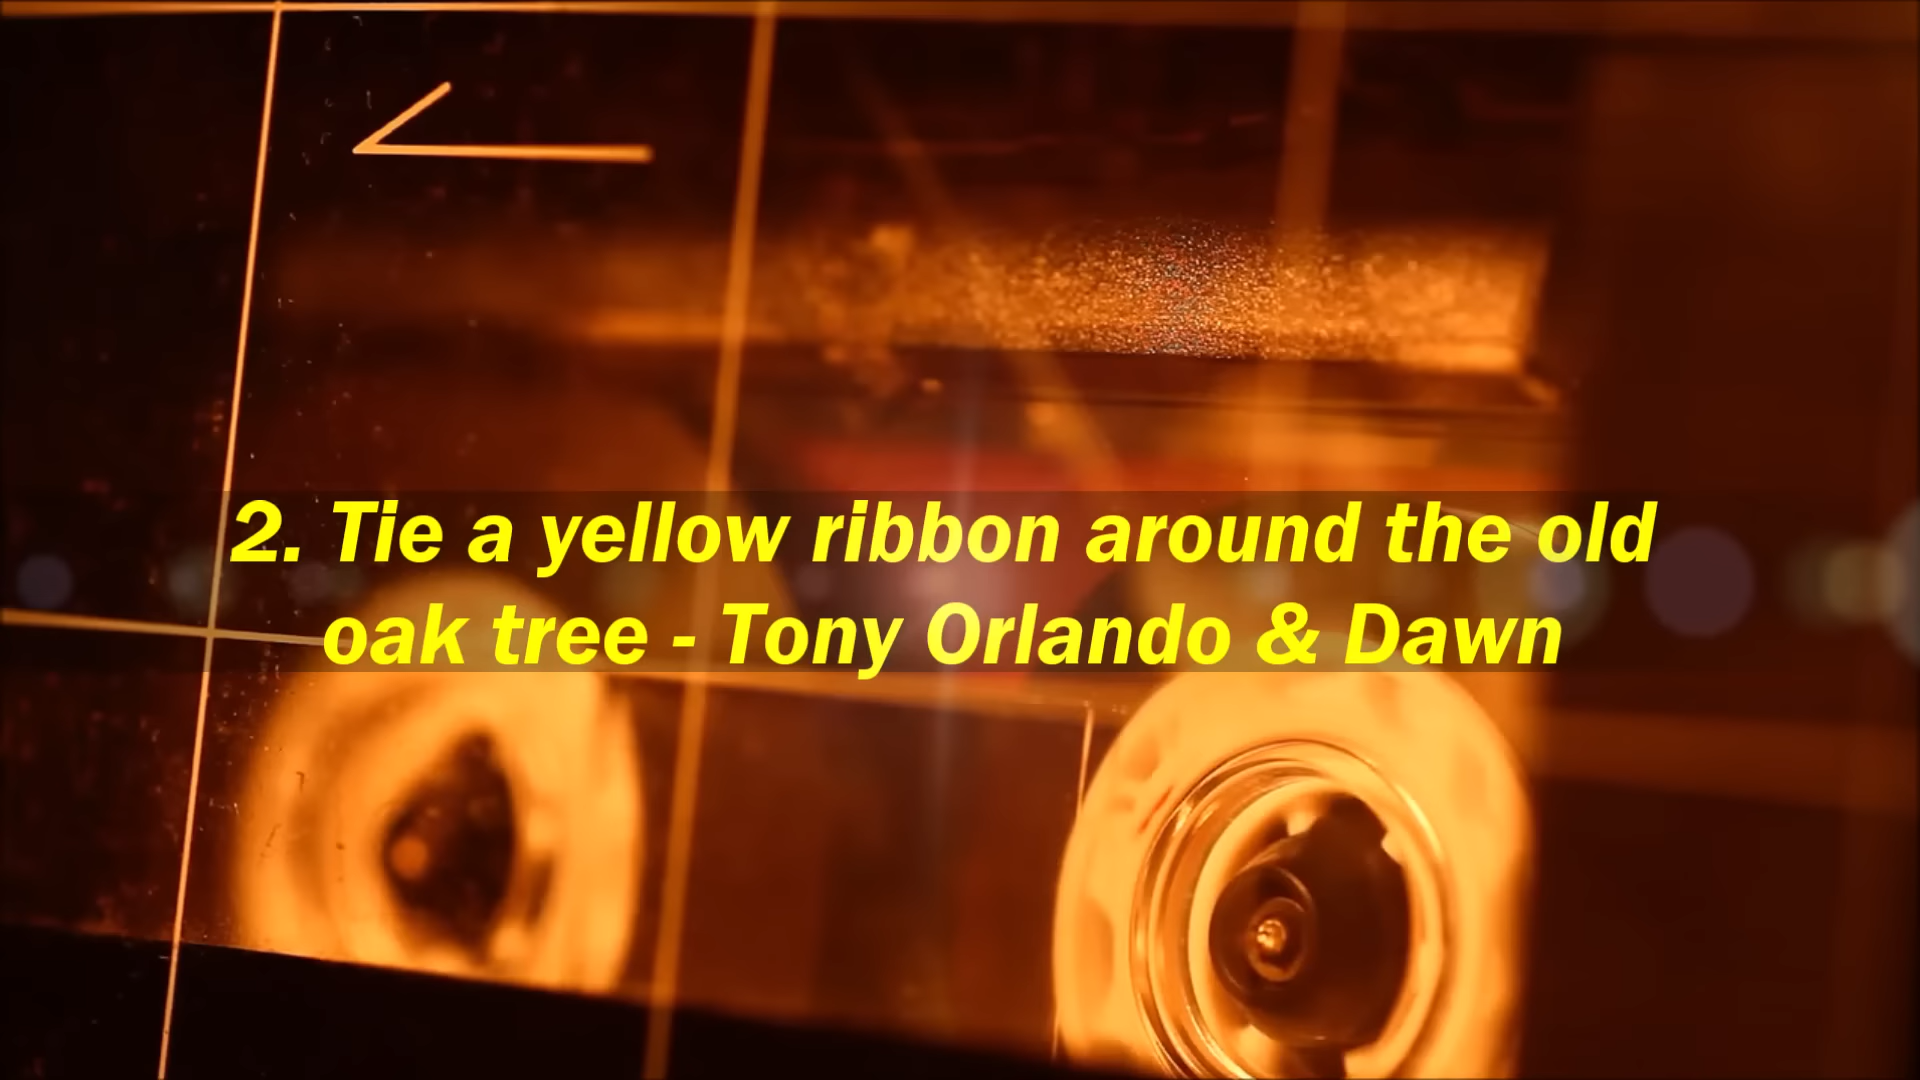 2. Tie a yellow ribbon around the old
oak tree - Tony Orlando & Dawn